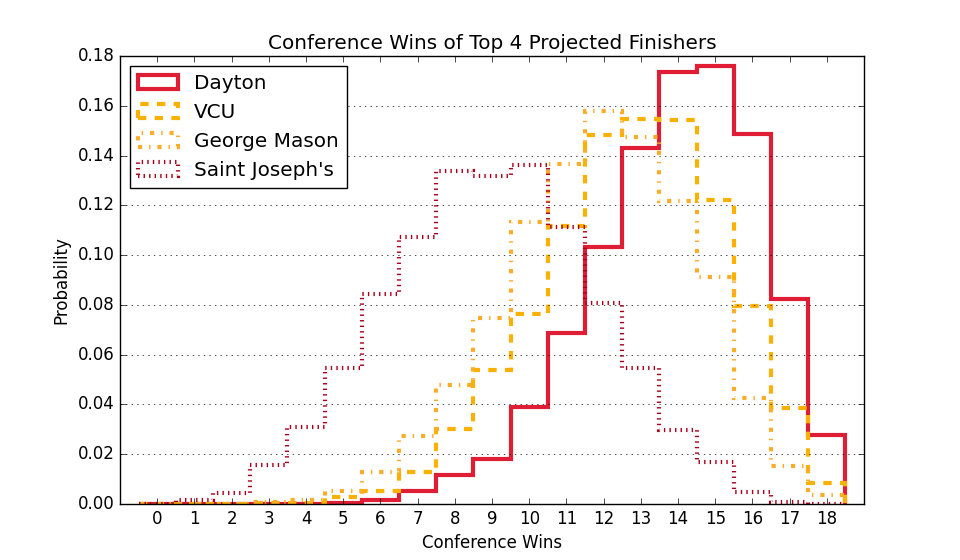 Conference Wins of Top 4 Projected Finishers
0.18
0.16
0.14
0.12
0.10
0.08
0.06
0.04
0.02
0.00
Probability
Dayton
VCU
George Mason
Saint Joseph's
0 1 2 3 4 5 6 7 8 9 10 11 12 13 14 15 16 17 18
Conference Wins